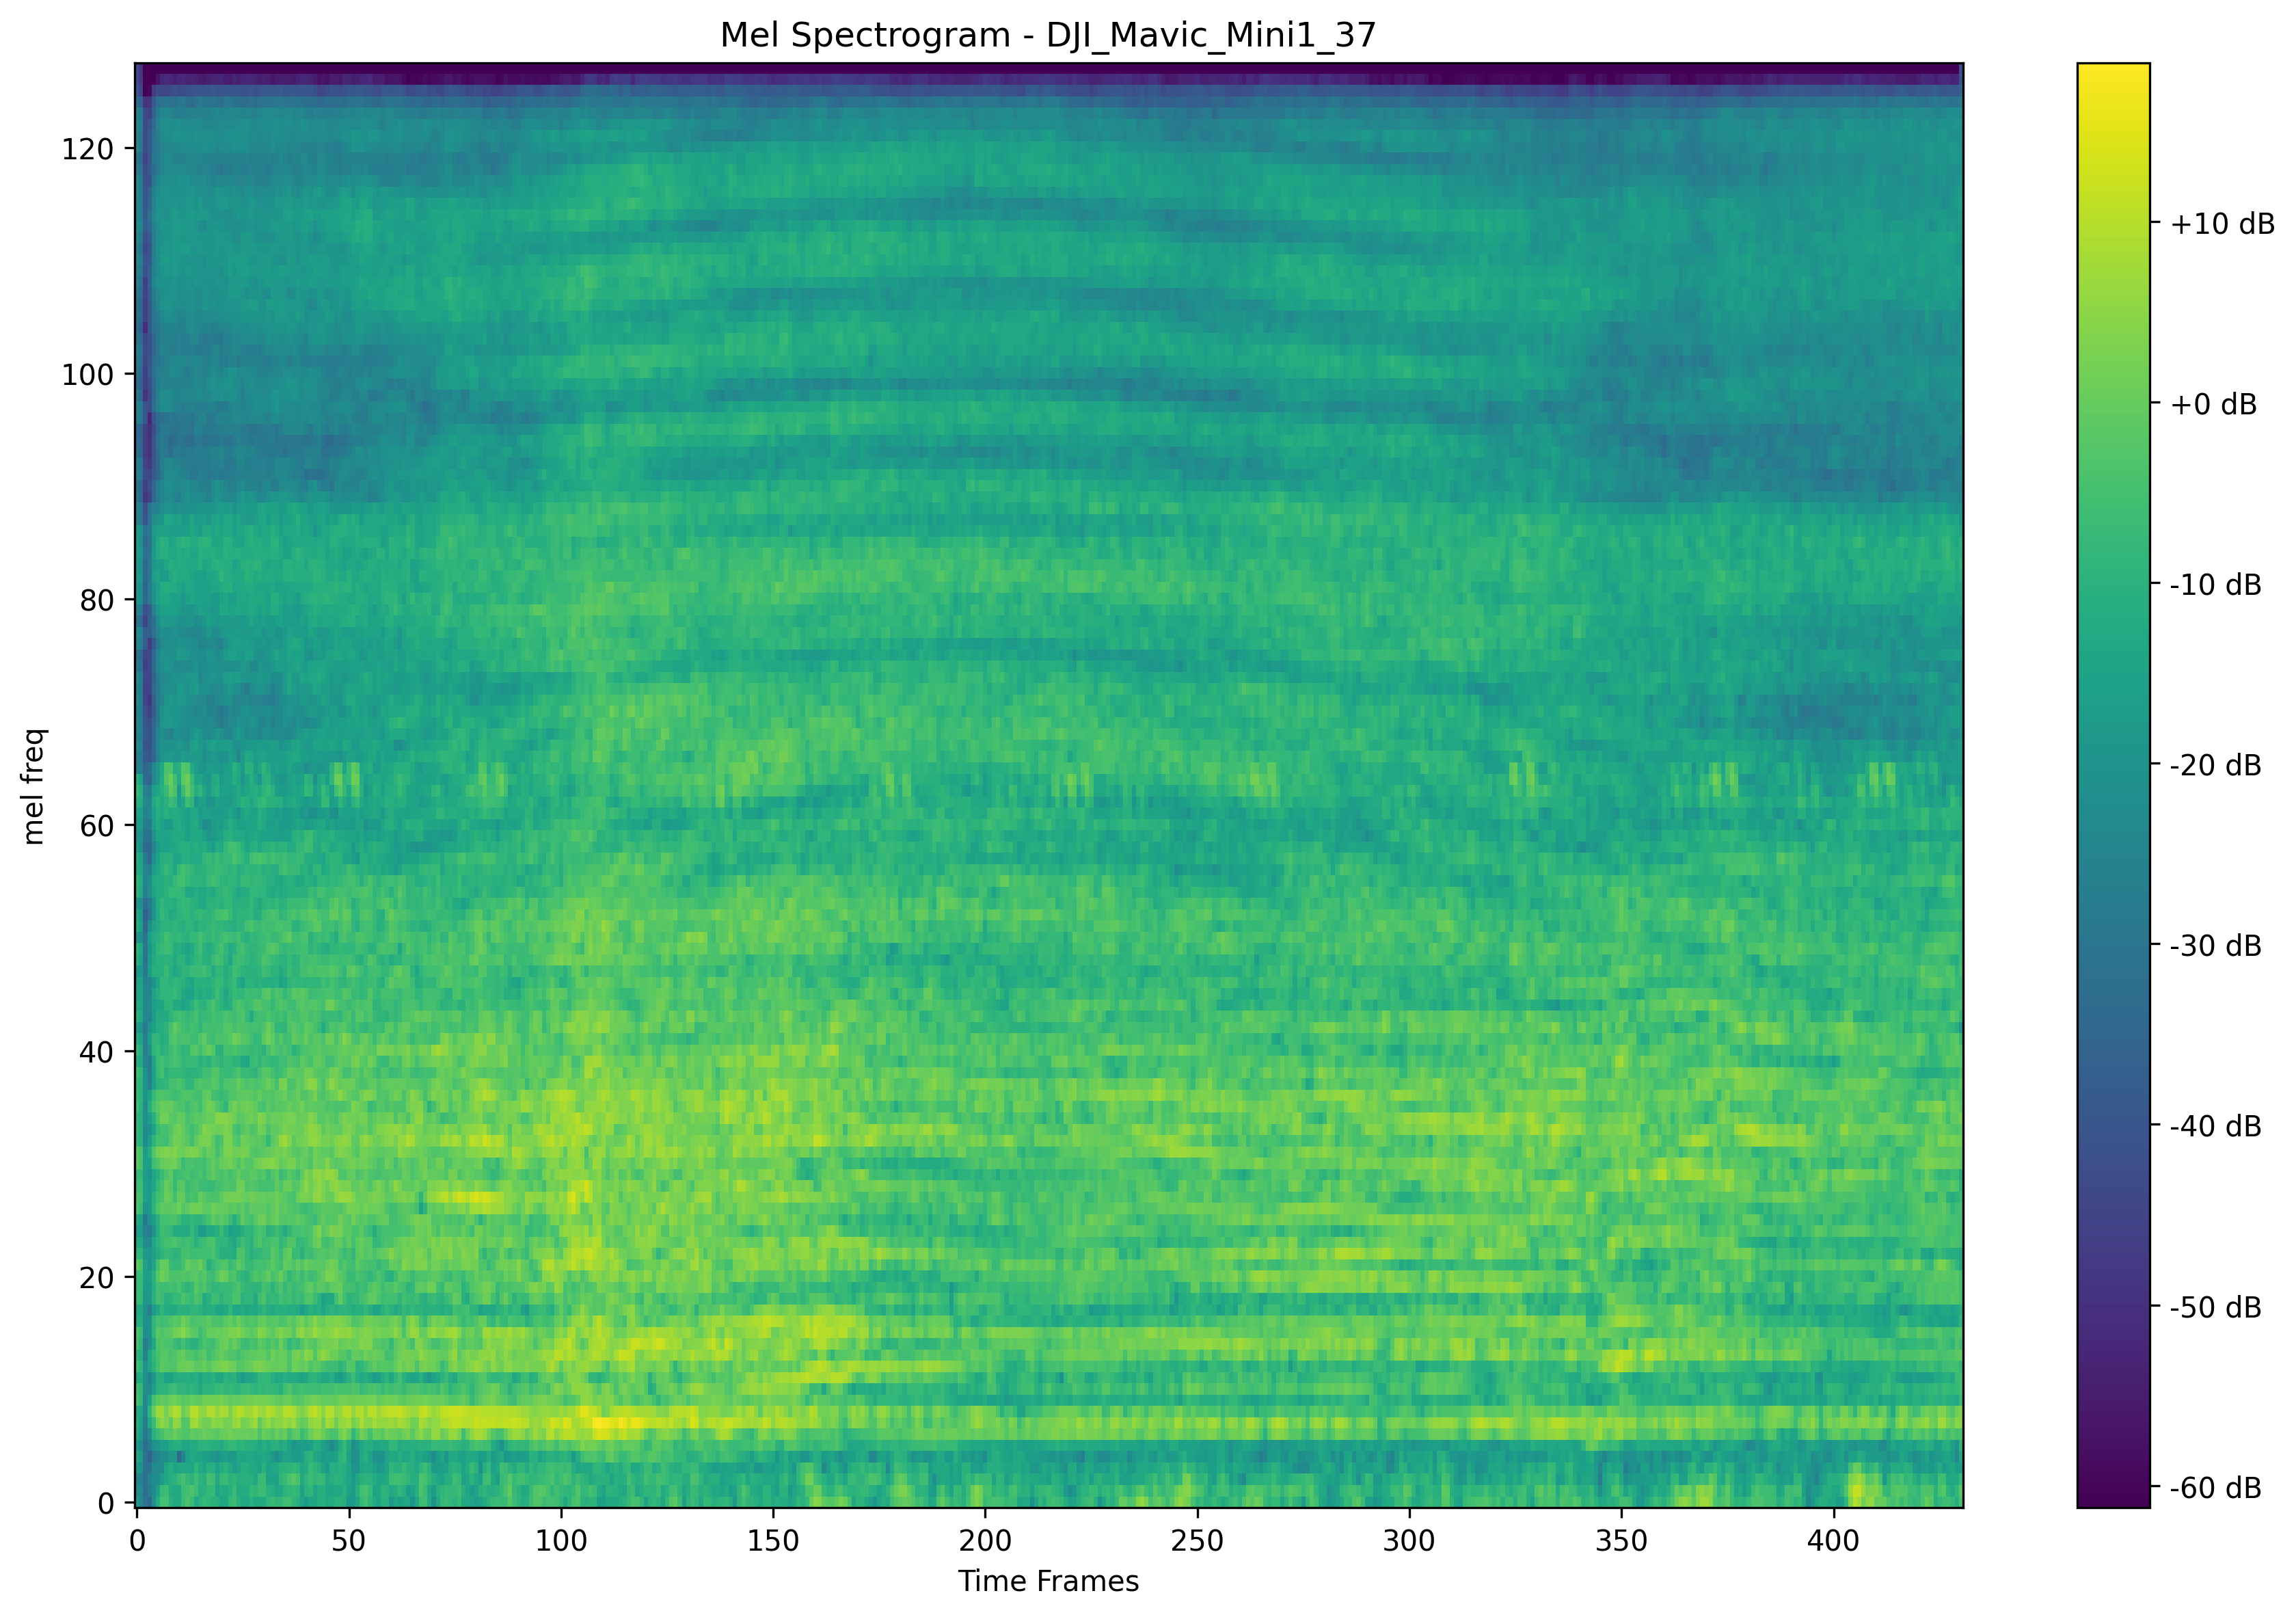 Mel Spectrogram - DJI_Mavic_Mini1_37
mel freq
120
100
80
60
40
20
0
0 50 100 150 200 250 300 350 400
Time Frames
+10 dB
+0 dB
-10 dB
-20 dB
-30 dB
-40 dB
-50 dB
-60 dB